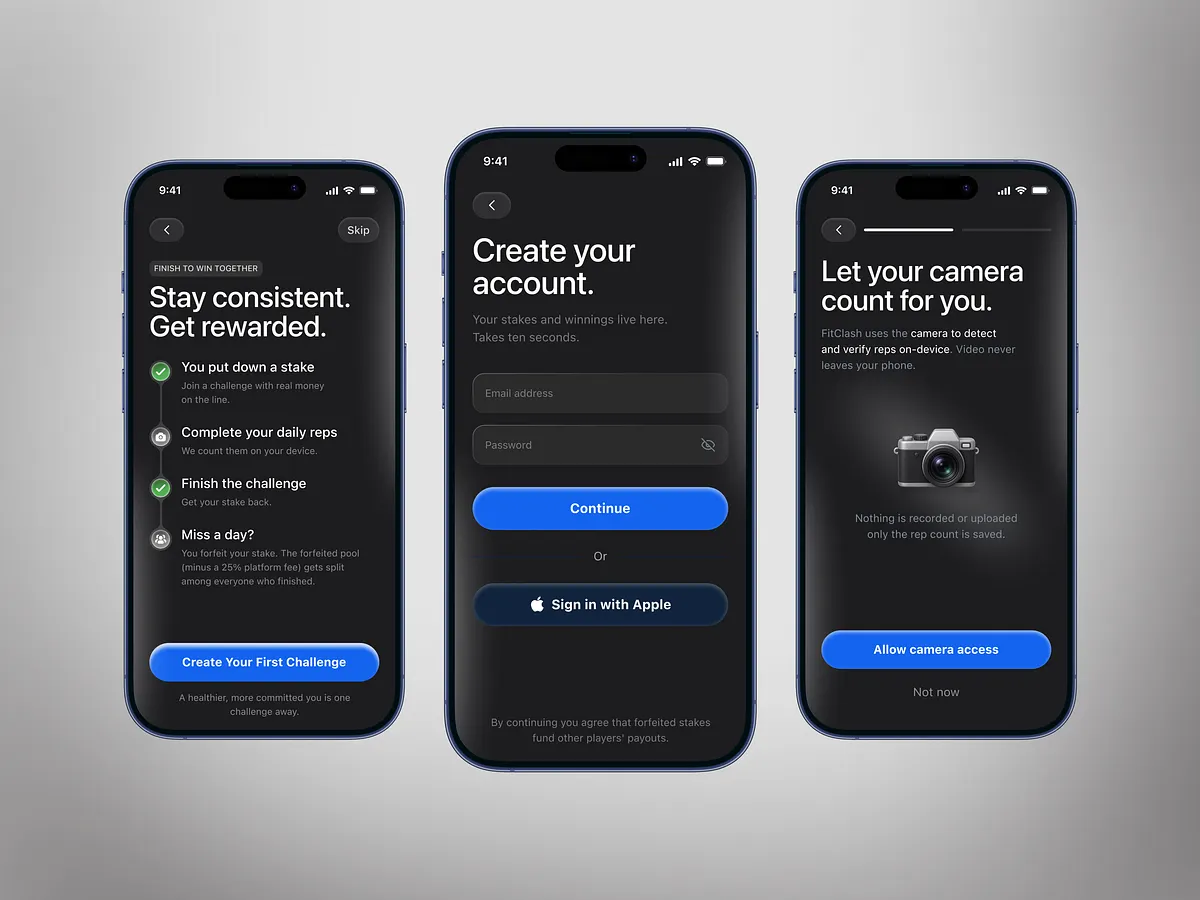 9:41
Skip
FINISH TO WIN TOGETHER
Stay consistent.
Get rewarded.
You put down a stake
Join a challenge with real money
on the line.
Complete your daily reps
We count them on your device.
Finish the challenge
Get your stake back.
Miss a day?
You forfeit your stake. The forfeited pool
(minus a 25% platform fee) gets split
among everyone who finished.
Create Your First Challenge
A healthier, more committed you is one
challenge away.
9:41
Create your
account.
Your stakes and winnings live here.
Takes ten seconds.
Email address
Password
Continue
Or
Sign in with Apple
By continuing you agree that forfeited stakes
fund other players' payouts.
9:41
Let your camera
count for you.
FitClash uses the camera to detect
and verify reps on-device. Video never
leaves your phone.
Nothing is recorded or uploaded
only the rep count is saved.
Allow camera access
Not now